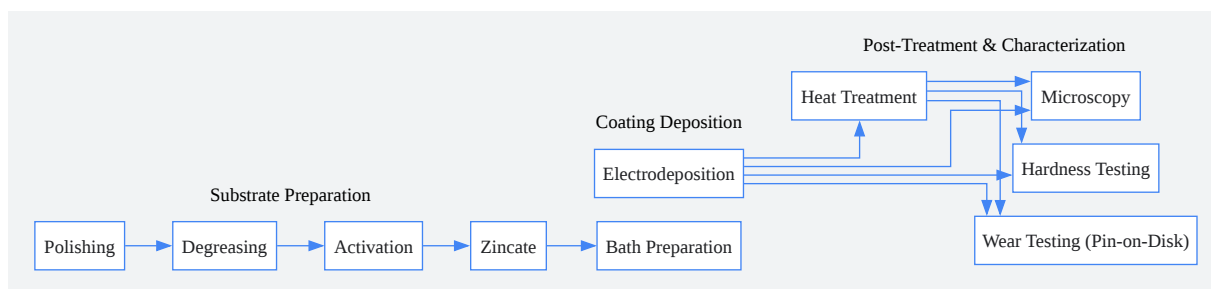 Substrate Preparation
Polishing
Degreasing
Activation
Zincate
Bath Preparation
Coating Deposition
Electrodeposition
Post-Treatment & Characterization
Heat Treatment
Microscopy
Hardness Testing
Wear Testing (Pin-on-Disk)